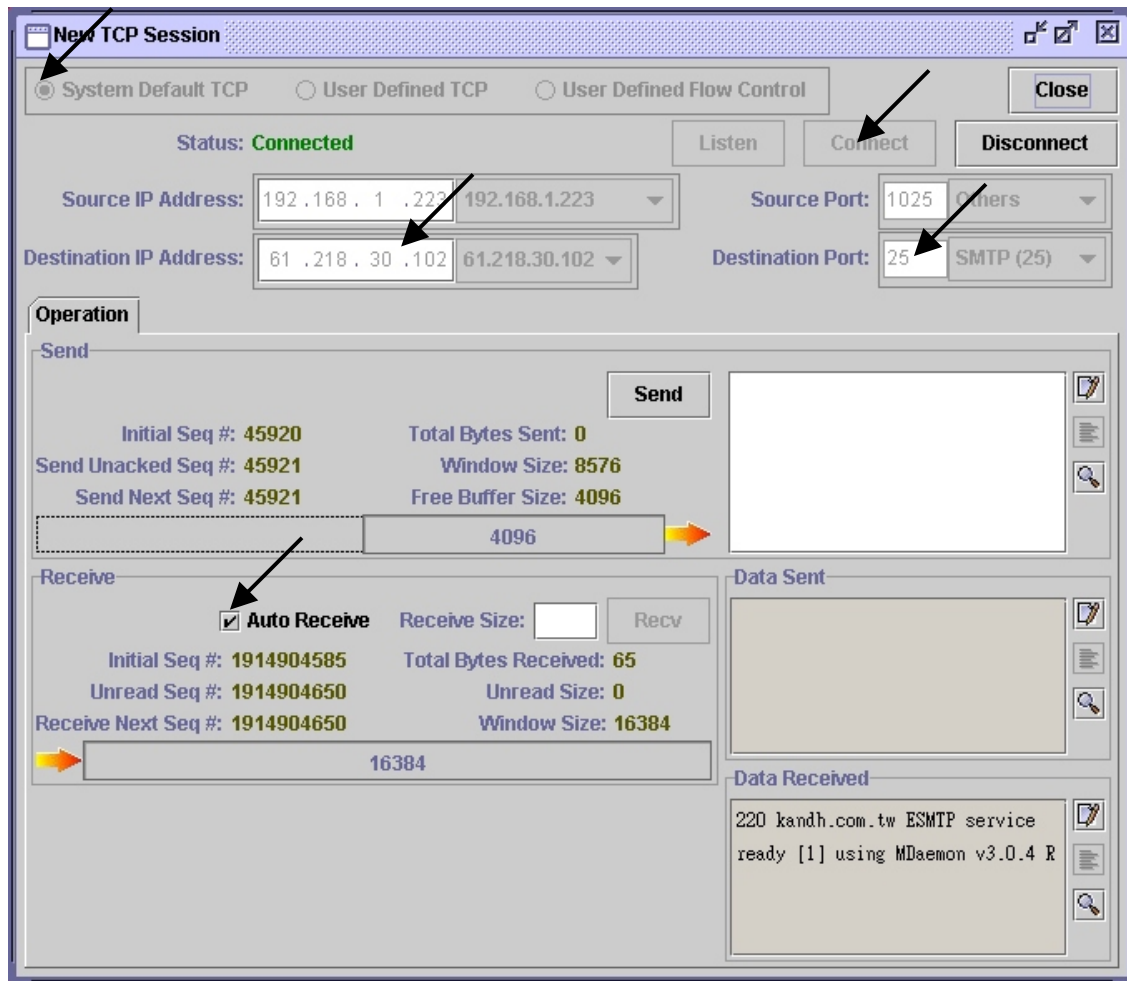 New TCP Session
System Default TCP User Defined TCP User Defined Flow Control Close
Status: Connected Listen Connect Disconnect
Source IP Address: 192 .168 . 1 .223 192.168.1.223 Source Port: 1025 Others
Destination IP Address: 61 .218 . 30 .102 61.218.30.102 Destination Port: 25 SMTP (25)
Operation
Send
Send
Initial Seq #: 45920 Total Bytes Sent: 0
Send Unacked Seq #: 45921 Window Size: 8576
Send Next Seq #: 45921 Free Buffer Size: 4096
4096
Receive
Auto Receive Receive Size: Recv
Initial Seq #: 1914904585 Total Bytes Received: 65
Unread Seq #: 1914904650 Unread Size: 0
Receive Next Seq #: 1914904650 Window Size: 16384
16384
Data Sent
Data Received
220 kandh.com.tw ESMTP service
ready [1] using MDaemon v3.0.4 R